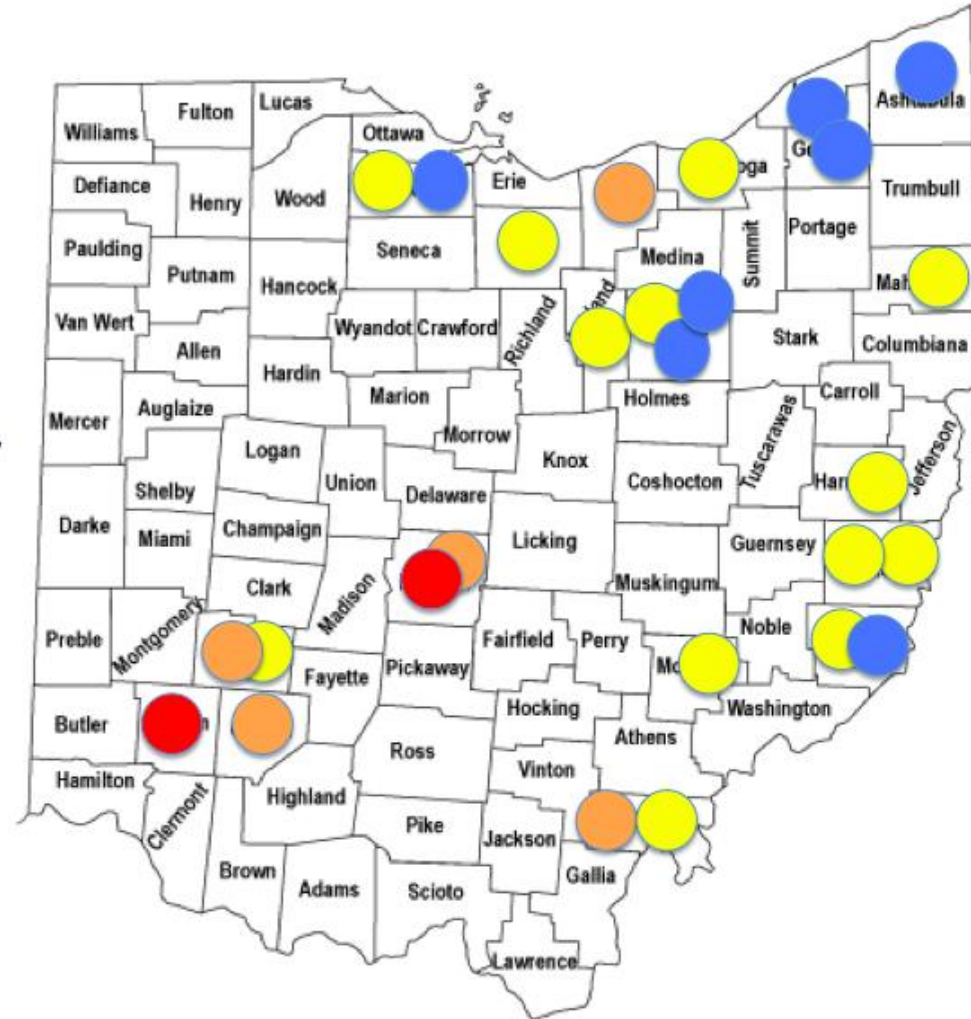 Williams
Fulton
Lucas
Ottawa
Defiance
Henry
Wood
Erie
Trumbull
Paulding
Putnam
Seneca
Medina
Summit
Portage
Hancock
Van Wert
Wyandot
Crawford
Richland
Stark
Columbiana
Allen
Hardin
Marion
Holmes
Carroll
Mercer
Auglaize
Morrow
Logan
Knox
Tuscarawas
Jefferson
Union
Delaware
Coshocton
Shelby
Darke
Miami
Champaign
Licking
Guernsey
Clark
Madison
Muskingum
Preble
Montgomery
Fairfield
Perry
Noble
Fayette
Pickaway
Butler
Hocking
Washington
Athens
Ross
Hamilton
Vinton
Clermont
Highland
Pike
Jackson
Brown
Adams
Scioto
Gallia
Lawrence